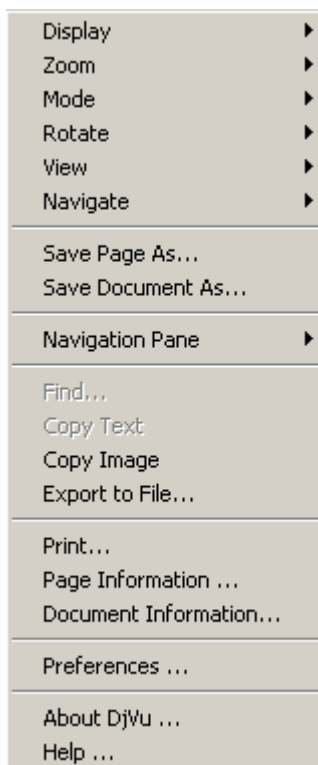 Display
Zoom
Mode
Rotate
View
Navigate
Save Page As...
Save Document As...
Navigation Pane
Find...
Copy Text
Copy Image
Export to File...
Print...
Page Information ...
Document Information...
Preferences ...
About DjVu ...
Help ...